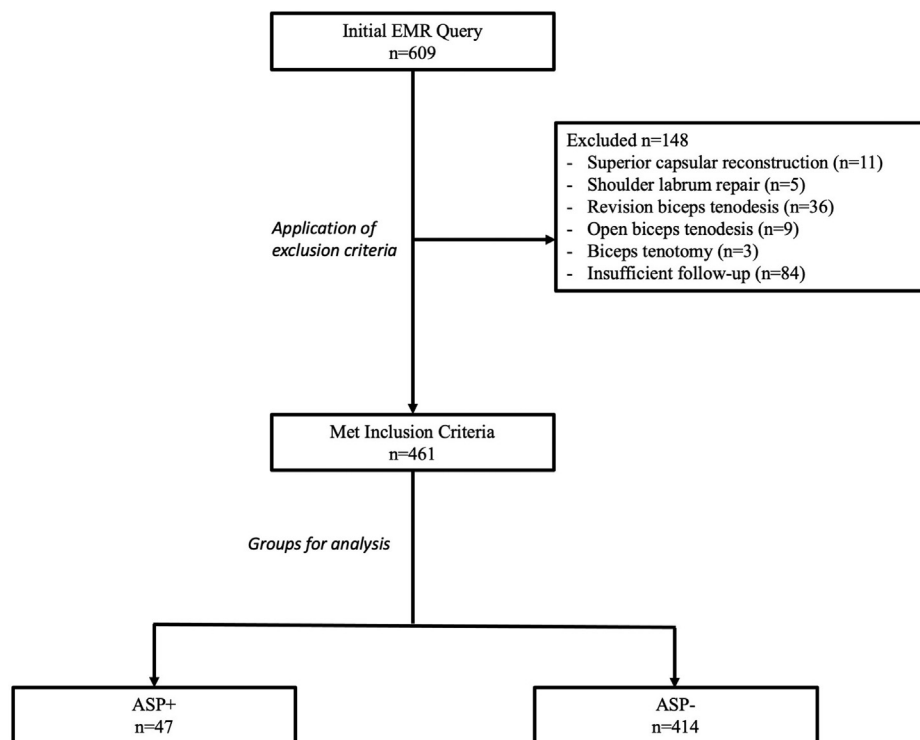 Initial EMR Query
n=609
Excluded n=148
- Superior capsular reconstruction (n=11)
- Shoulder labrum repair (n=5)
- Revision biceps tenodesis (n=36)
- Open biceps tenodesis (n=9)
- Biceps tenotomy (n=3)
- Insufficient follow-up (n=84)
Application of
exclusion criteria
Met Inclusion Criteria
n=461
Groups for analysis
ASP+
n=47
ASP-
n=414